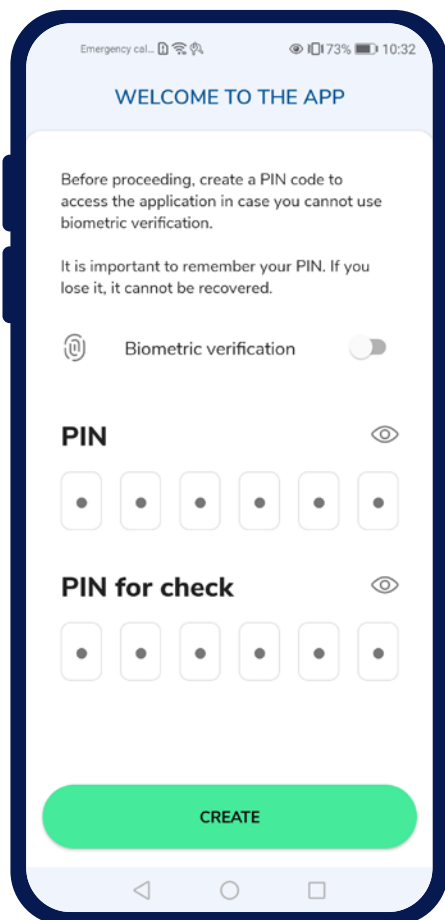 Emergency cal... 73% 10:32
WELCOME TO THE APP
Before proceeding, create a PIN code to
access the application in case you cannot use
biometric verification.
It is important to remember your PIN. If you
lose it, it cannot be recovered.
Biometric verification
PIN
PIN for check
CREATE